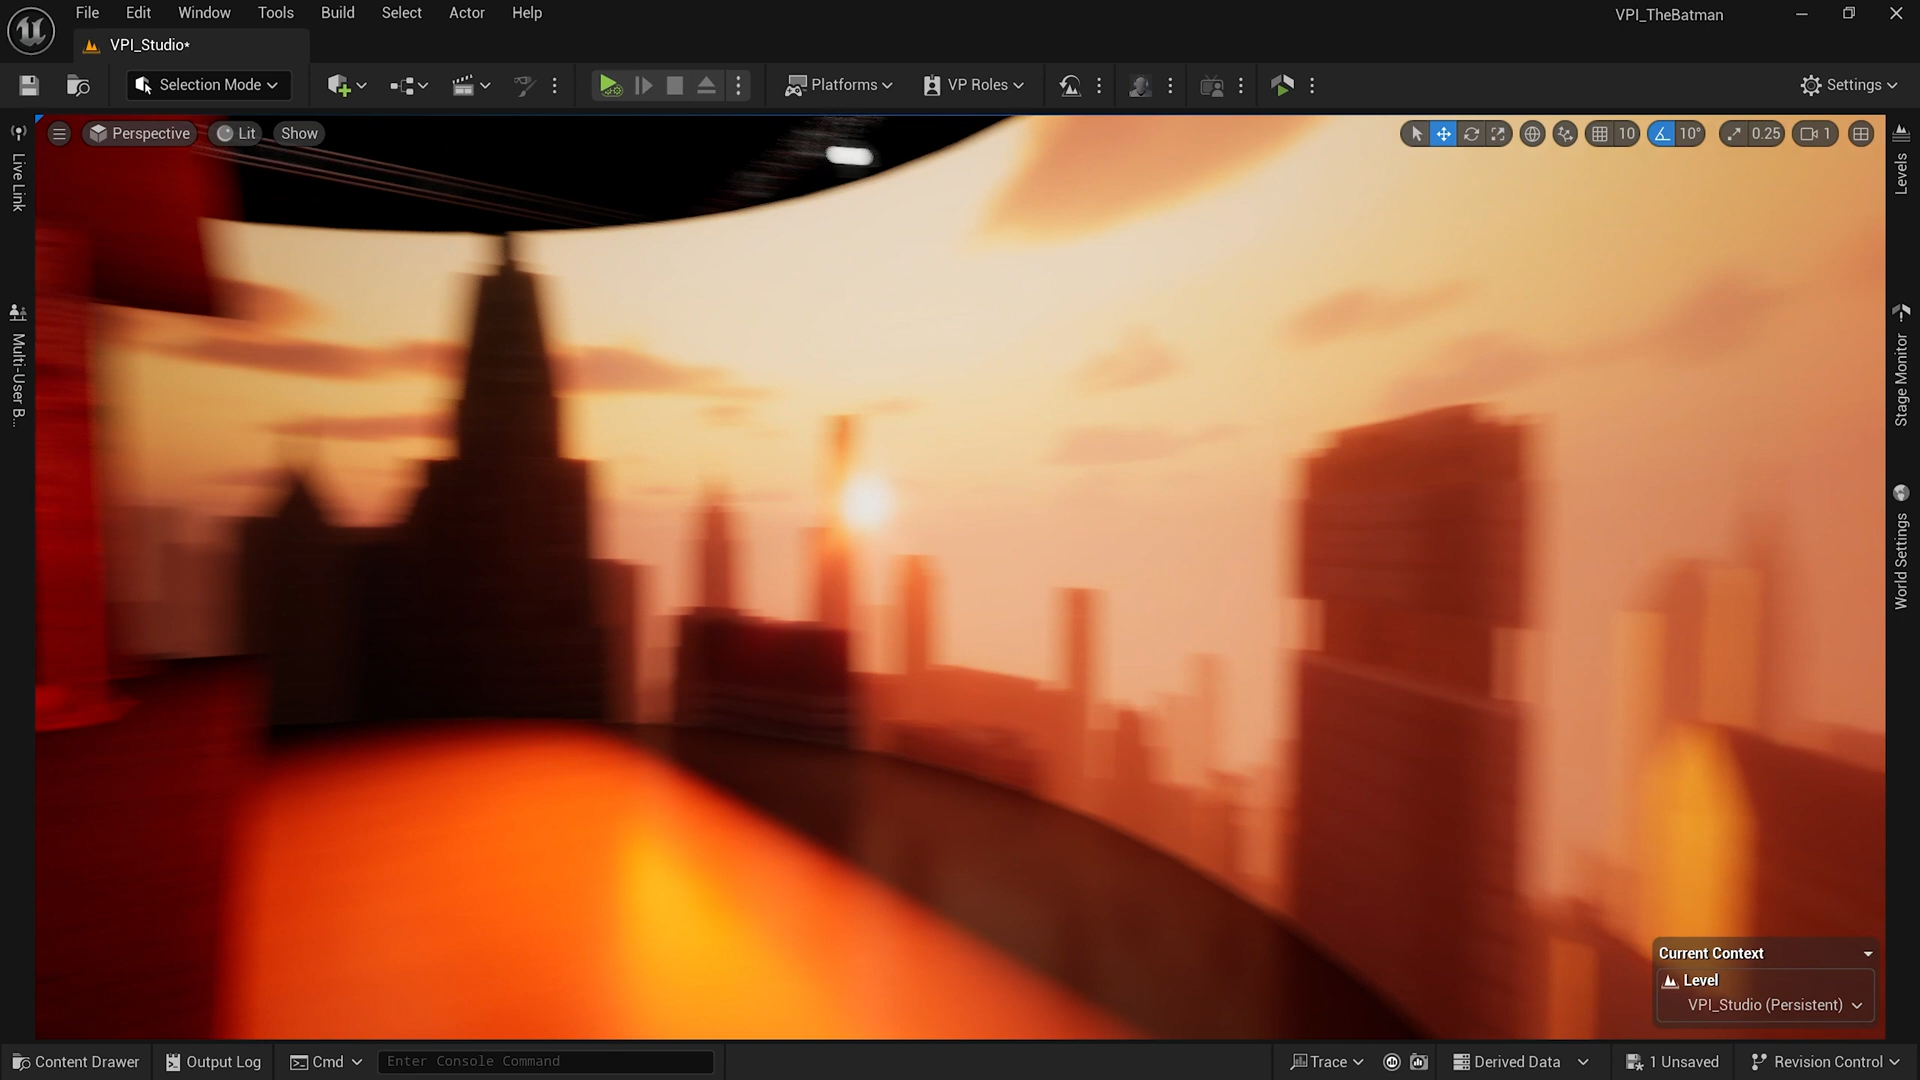 File Edit Window Tools Build Select Actor Help
VPI_TheBatman
VPI_Studio*
Selection Mode
Platforms
VP Roles
Settings
Perspective
Lit
Show
10
10°
0.25
1
Live Link
Multi-User B...
Levels
Stage Monitor
World Settings
Current Context
Level
VPI_Studio (Persistent)
Content Drawer
Output Log
Cmd
Enter Console Command
Trace
Derived Data
1 Unsaved
Revision Control